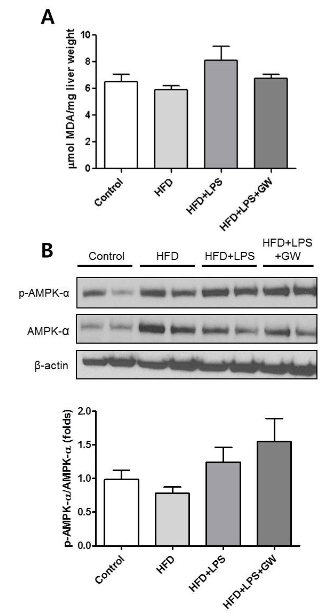 A
μmol MDA/mg liver weight
10
8
6
4
2
0
Control
HFD
HFD+LPS
HFD+LPS+GW
B
Control
HFD
HFD+LPS
HFD+LPS
+GW
p-AMPK-α
AMPK-α
β-actin
p-AMPK-α/AMPK-α (folds)
2.0
1.5
1.0
0.5
0.0
Control
HFD
HFD+LPS
HFD+LPS+GW